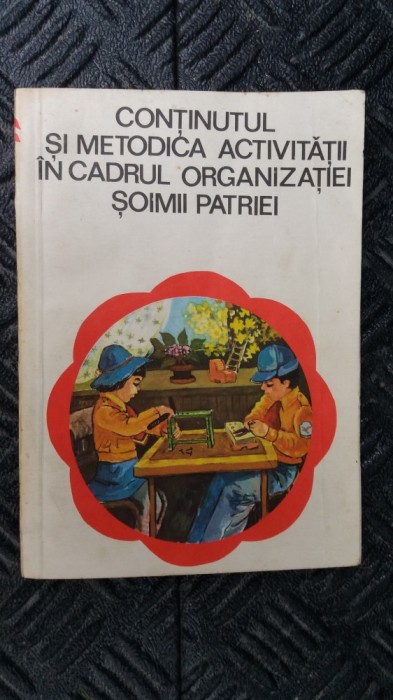 CONȚINUTUL
ȘI METODICA ACTIVITĂȚII
ÎN CADRUL ORGANIZAȚIEI
ȘOIMII PATRIEI